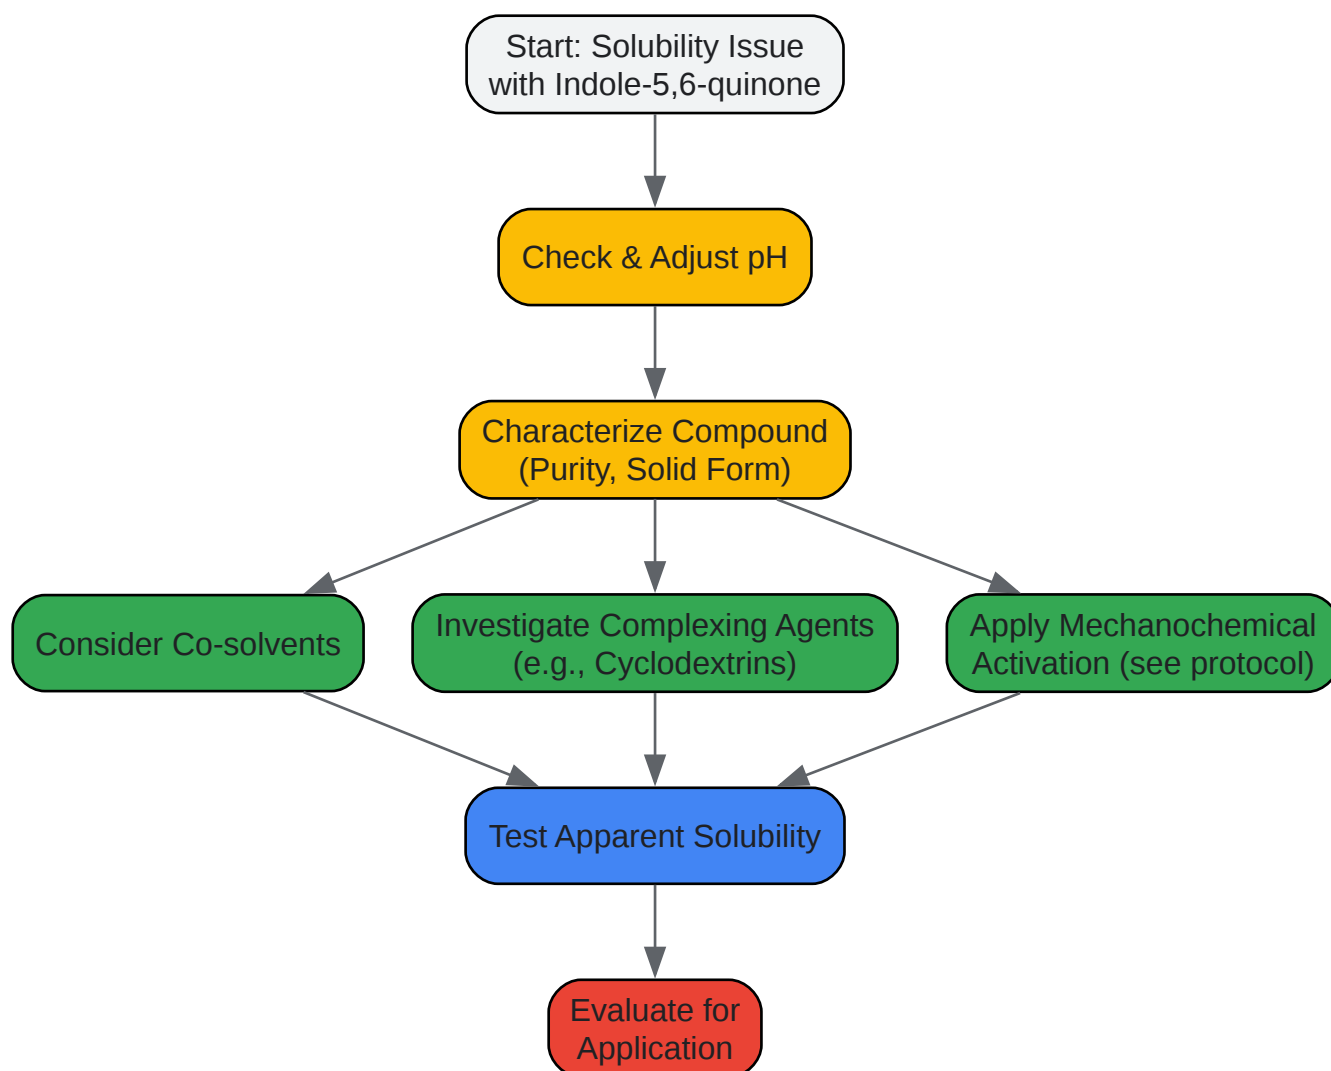 Start: Solubility Issue
with Indole-5,6-quinone
Check & Adjust pH
Characterize Compound
(Purity, Solid Form)
Consider Co-solvents
Investigate Complexing Agents
(e.g., Cyclodextrins)
Apply Mechanochemical
Activation (see protocol)
Test Apparent Solubility
Evaluate for
Application